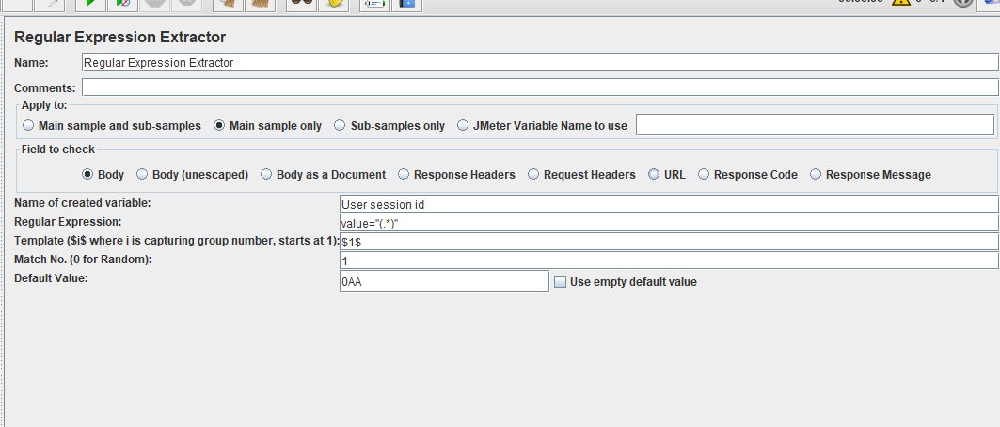 Regular Expression Extractor
Name: Regular Expression Extractor
Comments:
Apply to:
Main sample and sub-samples Main sample only Sub-samples only JMeter Variable Name to use
Field to check
Body Body (unescaped) Body as a Document Response Headers Request Headers URL Response Code Response Message
Name of created variable: User session id
Regular Expression: value="(.*)"
Template ($i$ where i is capturing group number, starts at 1): $1$
Match No. (0 for Random): 1
Default Value: 0AA Use empty default value